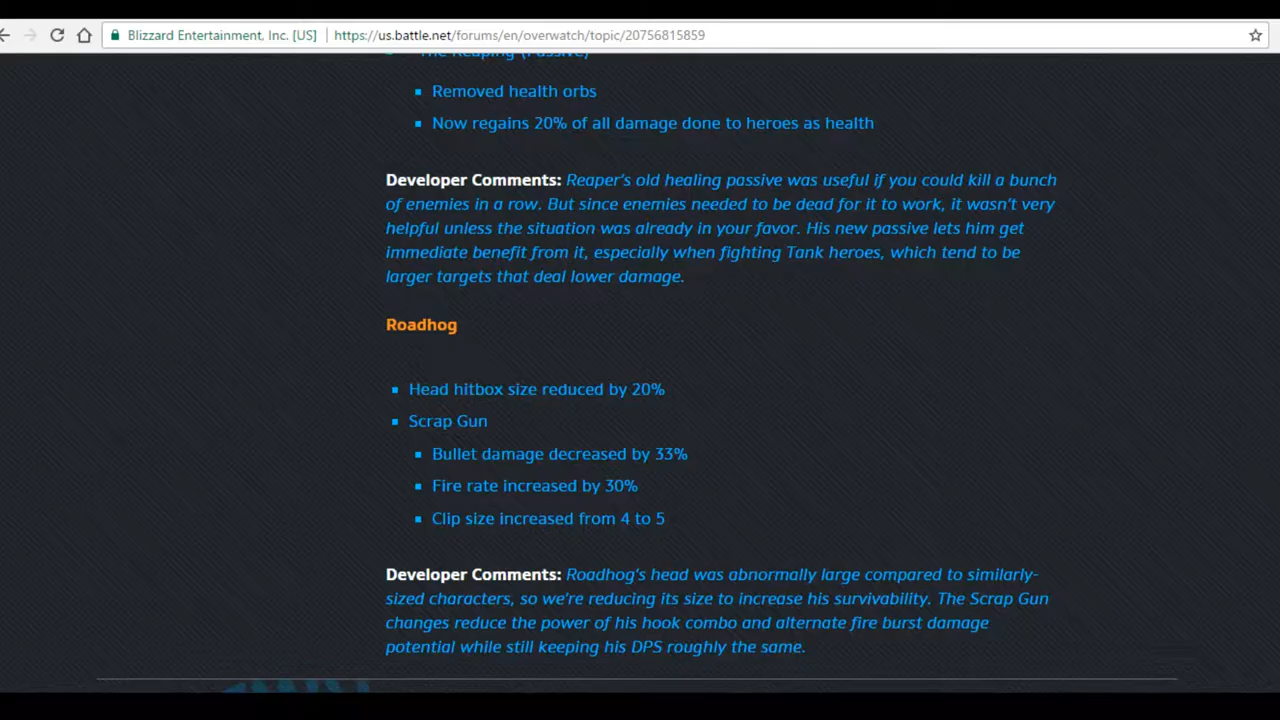 Blizzard Entertainment, Inc. [US] https://us.battle.net/forums/en/overwatch/topic/20756815859
The Reaping (Passive)
Removed health orbs
Now regains 20% of all damage done to heroes as health
Developer Comments: Reaper's old healing passive was useful if you could kill a bunch
of enemies in a row. But since enemies needed to be dead for it to work, it wasn't very
helpful unless the situation was already in your favor. His new passive lets him get
immediate benefit from it, especially when fighting Tank heroes, which tend to be
larger targets that deal lower damage.
Roadhog
Head hitbox size reduced by 20%
Scrap Gun
Bullet damage decreased by 33%
Fire rate increased by 30%
Clip size increased from 4 to 5
Developer Comments: Roadhog's head was abnormally large compared to similarly-
sized characters, so we're reducing its size to increase his survivability. The Scrap Gun
changes reduce the power of his hook combo and alternate fire burst damage
potential while still keeping his DPS roughly the same.